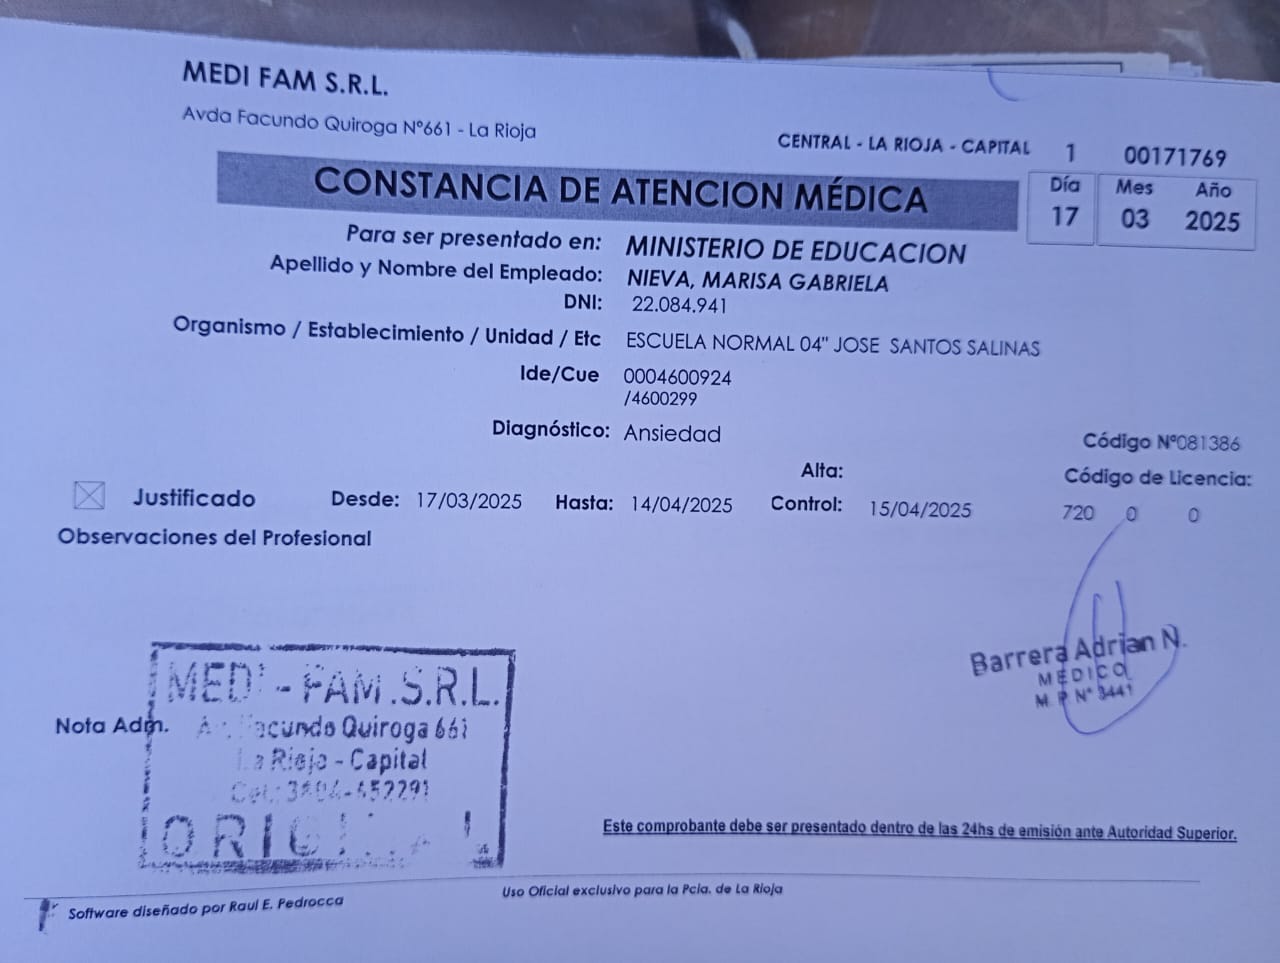 MEDI FAM S.R.L.
Avda Facundo Quiroga Nº661 - La Rioja
CENTRAL - LA RIOJA - CAPITAL 1 00171769
CONSTANCIA DE ATENCION MÉDICA
Día Mes Año
17 03 2025
Para ser presentado en: MINISTERIO DE EDUCACION
Apellido y Nombre del Empleado: NIEVA, MARISA GABRIELA
DNI: 22.084.941
Organismo / Establecimiento / Unidad / Etc ESCUELA NORMAL 04" JOSE SANTOS SALINAS
Ide/Cue 0004600924
/4600299
Diagnóstico: Ansiedad
Código Nº081386
Alta:
Código de Licencia:
Justificado Desde: 17/03/2025 Hasta: 14/04/2025 Control: 15/04/2025 720 0 0
Observaciones del Profesional
Barrera Adrian N.
MEDICO
M.P. Nº 3441
MEDI-FAM.S.R.L.
Nota Adm.
Facundo Quiroga 661
La Rioja - Capital
Este comprobante debe ser presentado dentro de las 24hs de emisión ante Autoridad Superior.
Uso Oficial exclusivo para la Pcia. de La Rioja
Software diseñado por Raul E. Pedrocca